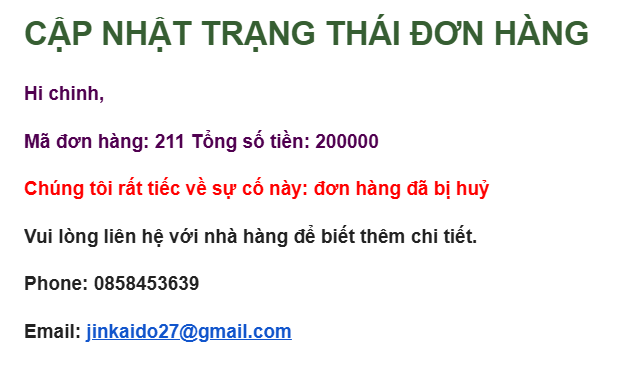 CẬP NHẬT TRẠNG THÁI ĐƠN HÀNG
Hi chinh,
Mã đơn hàng: 211 Tổng số tiền: 200000
Chúng tôi rất tiếc về sự cố này: đơn hàng đã bị huỷ
Vui lòng liên hệ với nhà hàng để biết thêm chi tiết.
Phone: 0858453639
Email: jinkaido27@gmail.com